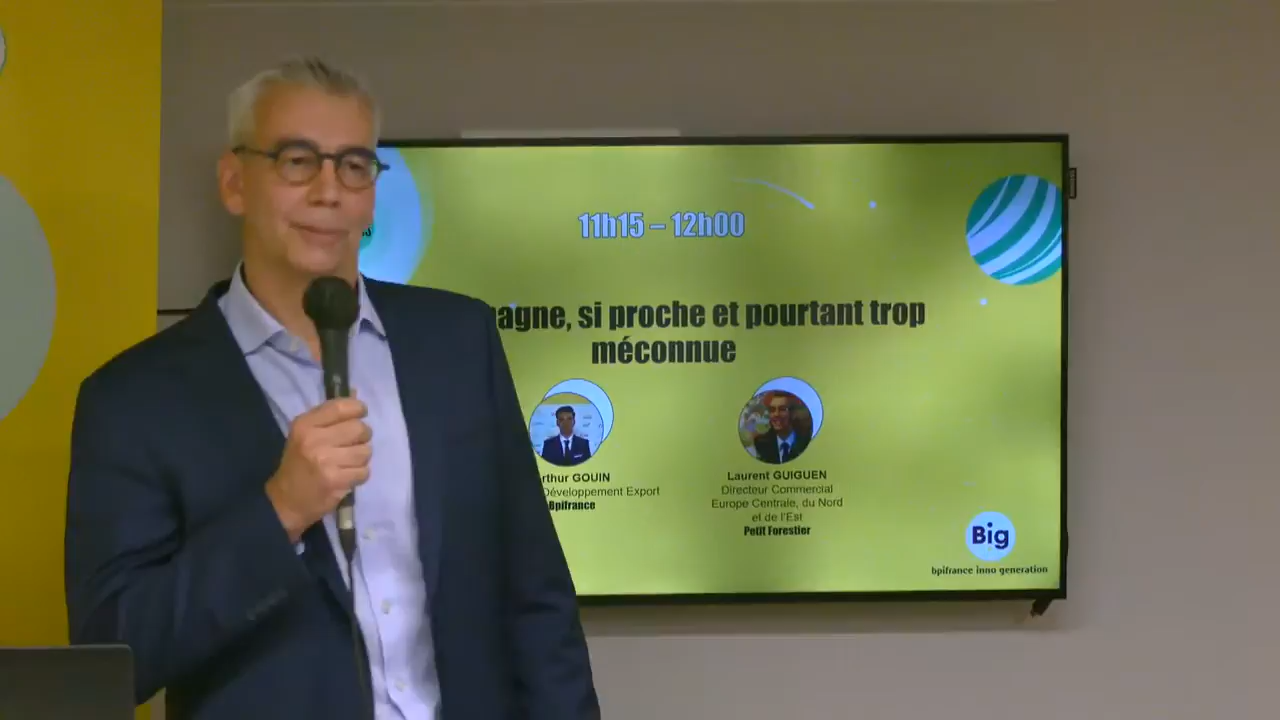 11h15 – 12h00
agne, si proche et pourtant trop
méconnue
rthur GOUIN
Développement Export
Bpifrance
Laurent GUIGUEN
Directeur Commercial
Europe Centrale, du Nord
et de l'Est
Petit Forestier
Big
bpifrance inno generation